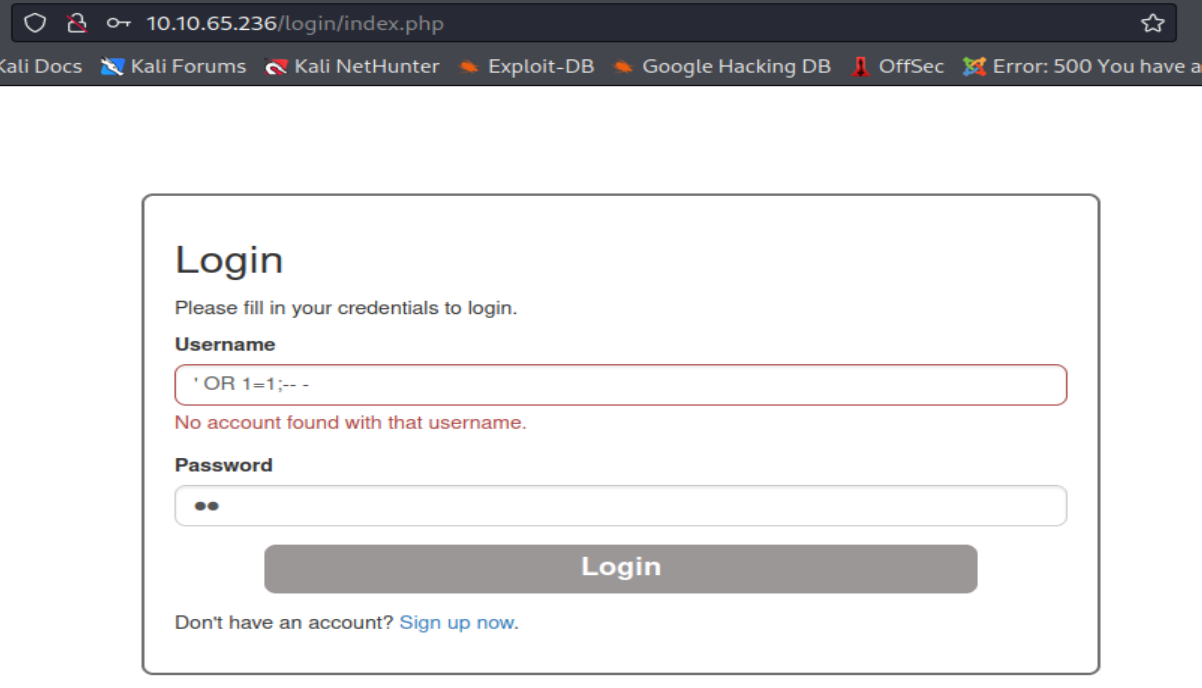 10.10.65.236/login/index.php
Kali Docs Kali Forums Kali NetHunter Exploit-DB Google Hacking DB OffSec Error: 500 You have a
Login
Please fill in your credentials to login.
Username
' OR 1=1;-- -
No account found with that username.
Password
Login
Don't have an account? Sign up now.